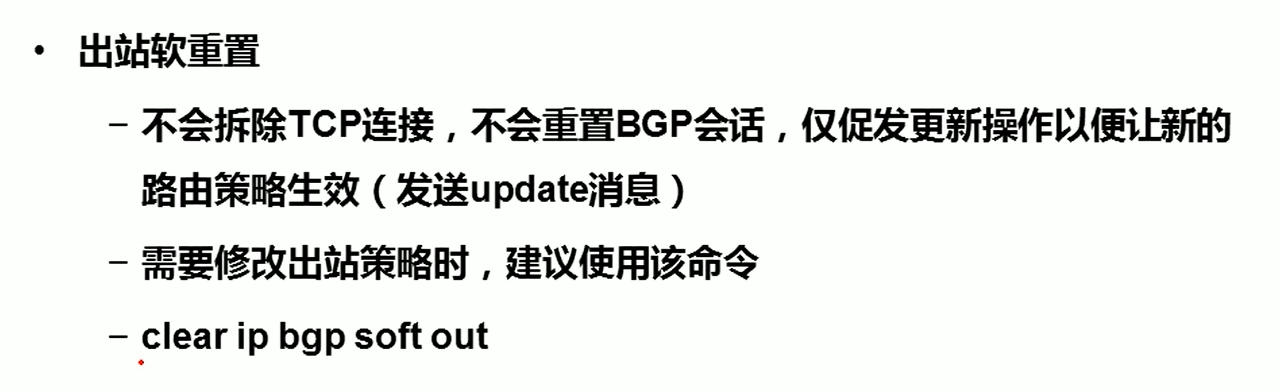 • 出站软重置
– 不会拆除TCP连接，不会重置BGP会话，仅促发更新操作以便让新的
路由策略生效（发送update消息）
– 需要修改出站策略时，建议使用该命令
– clear ip bgp soft out